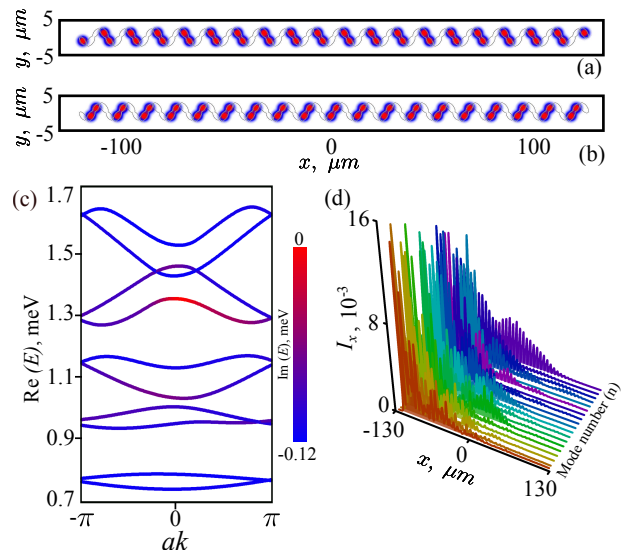 5
-5
y, μm
(a)
5
-5
y, μm
(b)
-100 0 100
x, μm
(c)
1.7
1.5
1.3
1.1
0.9
0.7
Re (E), meV
-π 0 π
ak
0
-0.12
Im (E), meV
(d)
16
8
0
I_x, 10^-3
-130 0 130
x, μm
Mode number (n)